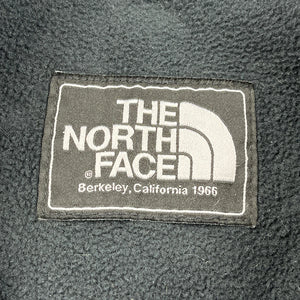 THE
NORTH
FACE
®
Berkeley, California 1966